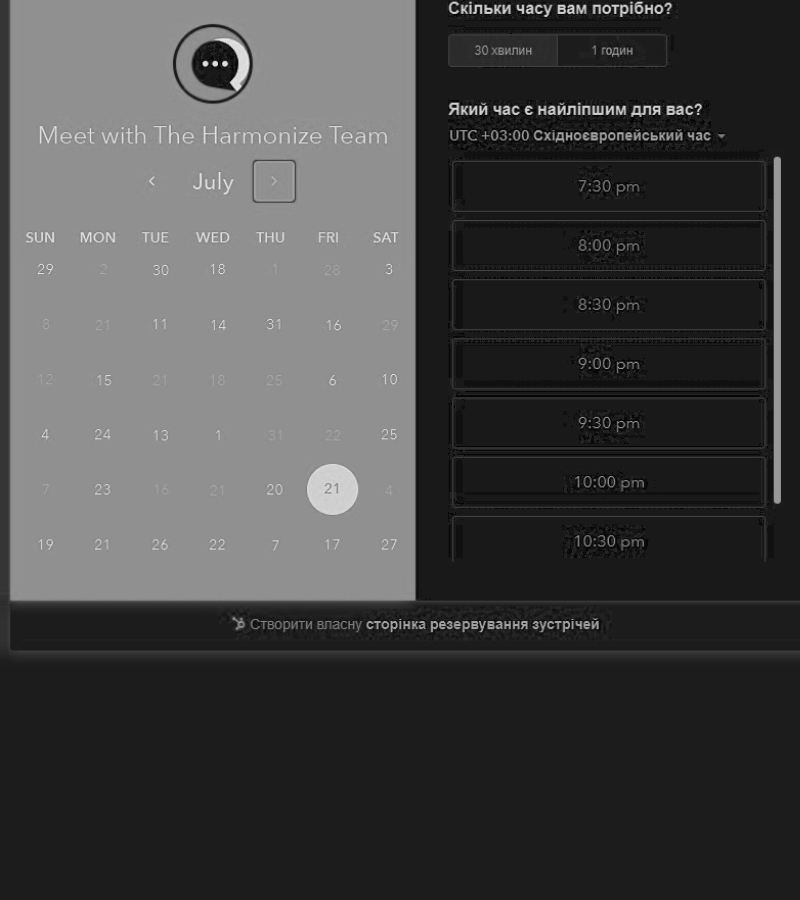 Meet with The Harmonize Team
July
SUN MON TUE WED THU FRI SAT
29 2 30 18 1 28 3
8 21 11 14 31 16 29
12 15 21 18 25 6 10
4 24 13 1 31 22 25
7 23 16 21 20 21 4
19 21 26 22 7 17 27
Скільки часу вам потрібно?
30 хвилин 1 годин
Який час є найліпшим для вас?
UTC +03:00 Східноєвропейський час
7:30 pm
8:00 pm
8:30 pm
9:00 pm
9:30 pm
10:00 pm
10:30 pm
Створити власну сторінка резервування зустрічей